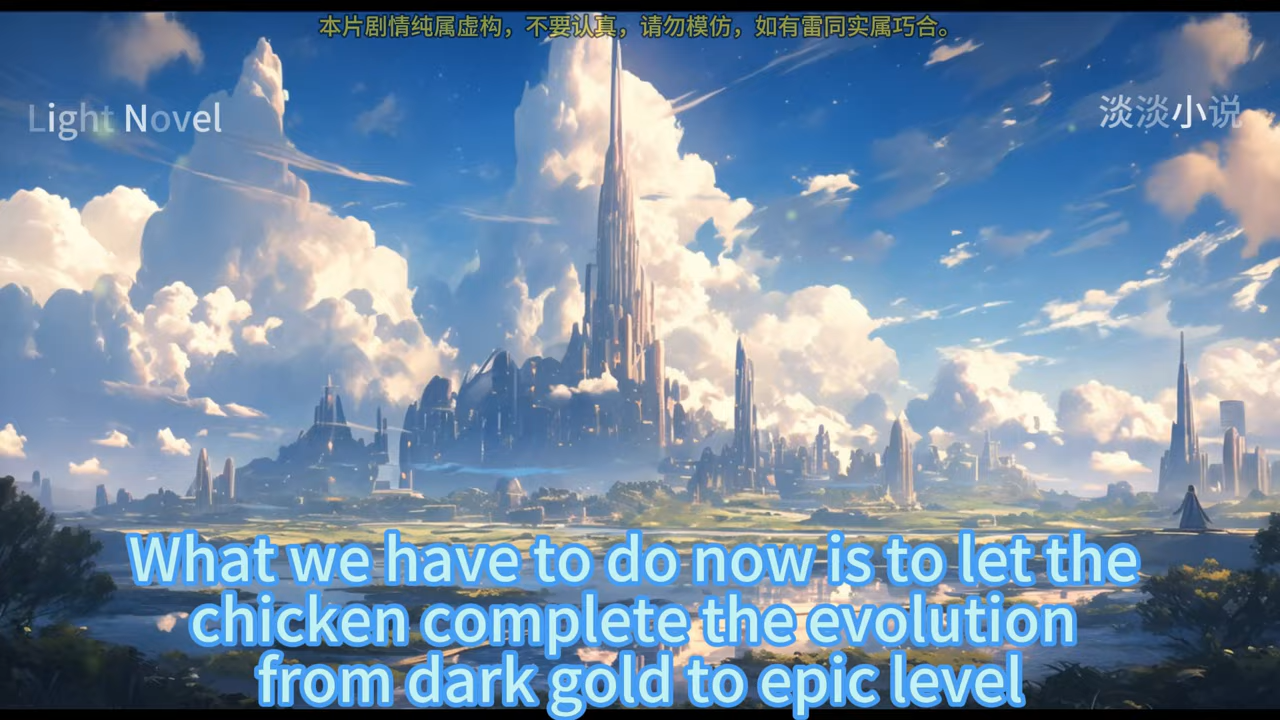 本片剧情纯属虚构，不要认真，请勿模仿，如有雷同实属巧合。
Light Novel
淡淡小说
What we have to do now is to let the
chicken complete the evolution
from dark gold to epic level